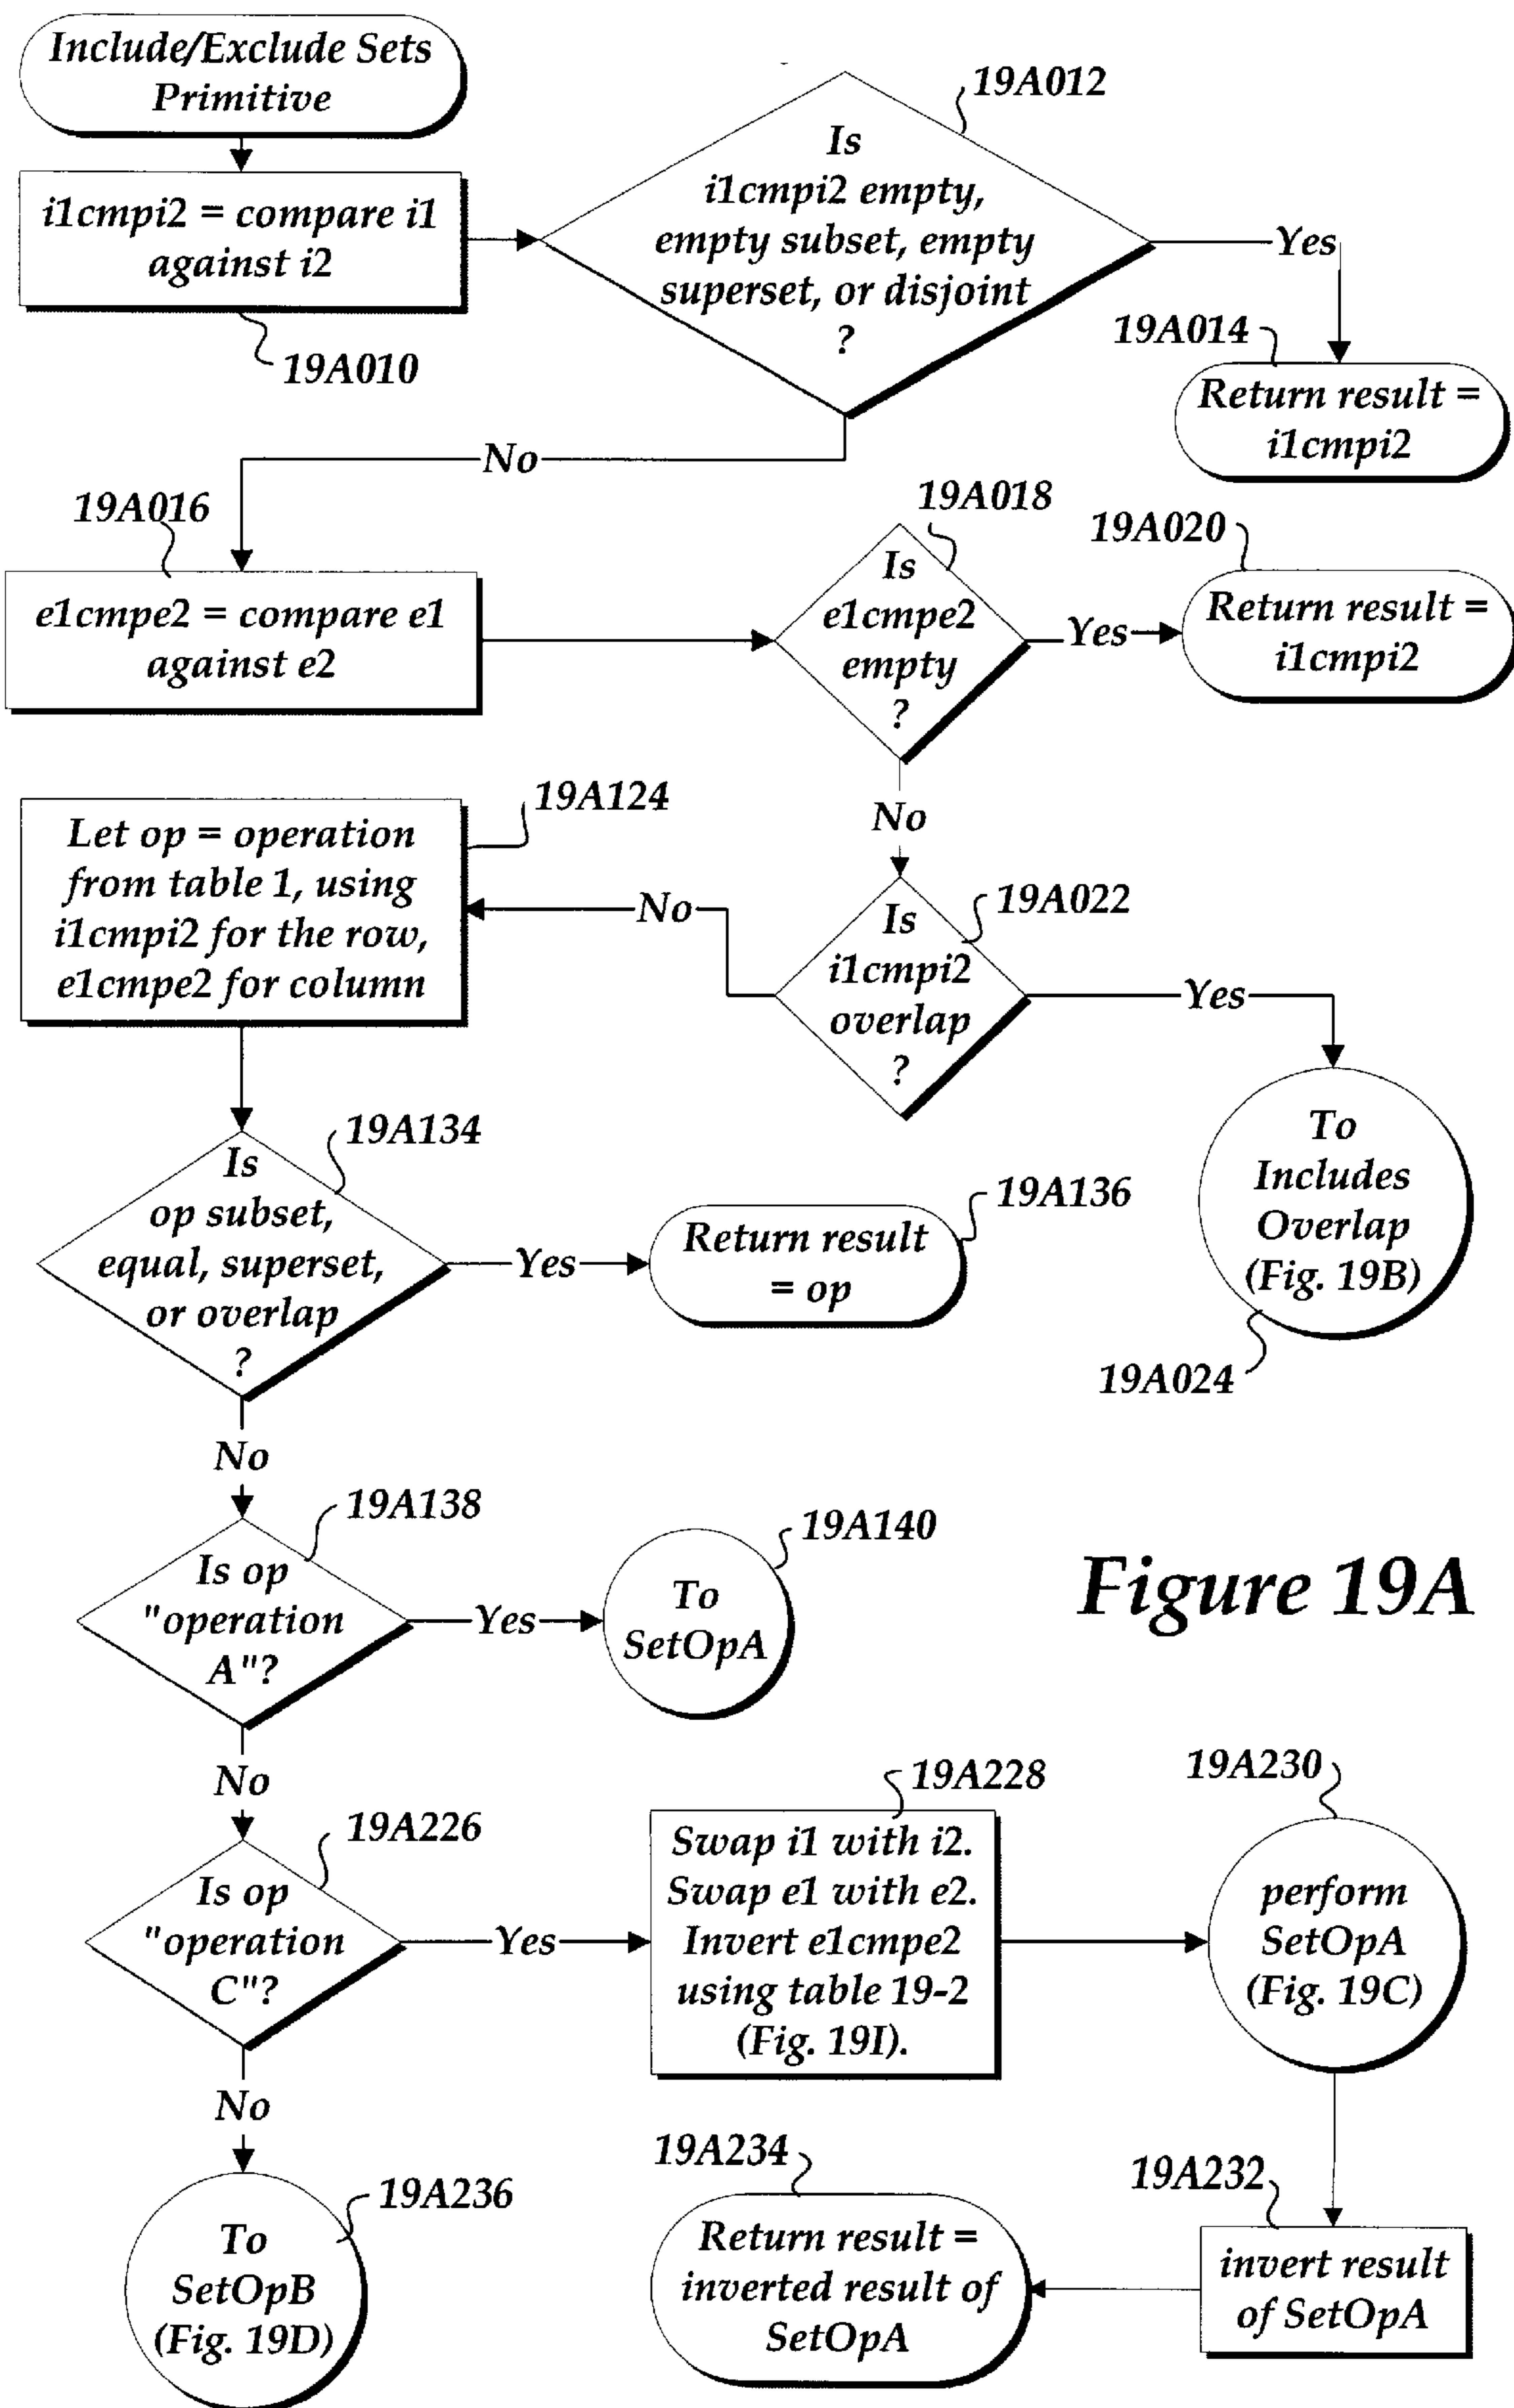 Include/Exclude Sets
Primitive
i1cmpi2 = compare i1
against i2
19A010
19A012
Is
i1cmpi2 empty,
empty subset, empty
superset, or disjoint
?
Yes
19A014
Return result =
i1cmpi2
No
19A016
e1cmpe2 = compare e1
against e2
19A018
Is
e1cmpe2
empty
?
Yes
19A020
Return result =
i1cmpi2
No
19A022
Is
i1cmpi2
overlap
?
Yes
To
Includes
Overlap
(Fig. 19B)
19A024
No
19A124
Let op = operation
from table 1, using
i1cmpi2 for the row,
e1cmpe2 for column
19A134
Is
op subset,
equal, superset,
or overlap
?
Yes
19A136
Return result
= op
No
19A138
Is op
"operation
A"?
Yes
19A140
To
SetOpA
Figure 19A
No
19A226
Is op
"operation
C"?
Yes
19A228
Swap i1 with i2.
Swap e1 with e2.
Invert e1cmpe2
using table 19-2
(Fig. 19I).
19A230
perform
SetOpA
(Fig. 19C)
19A232
invert result
of SetOpA
19A234
Return result =
inverted result of
SetOpA
No
19A236
To
SetOpB
(Fig. 19D)